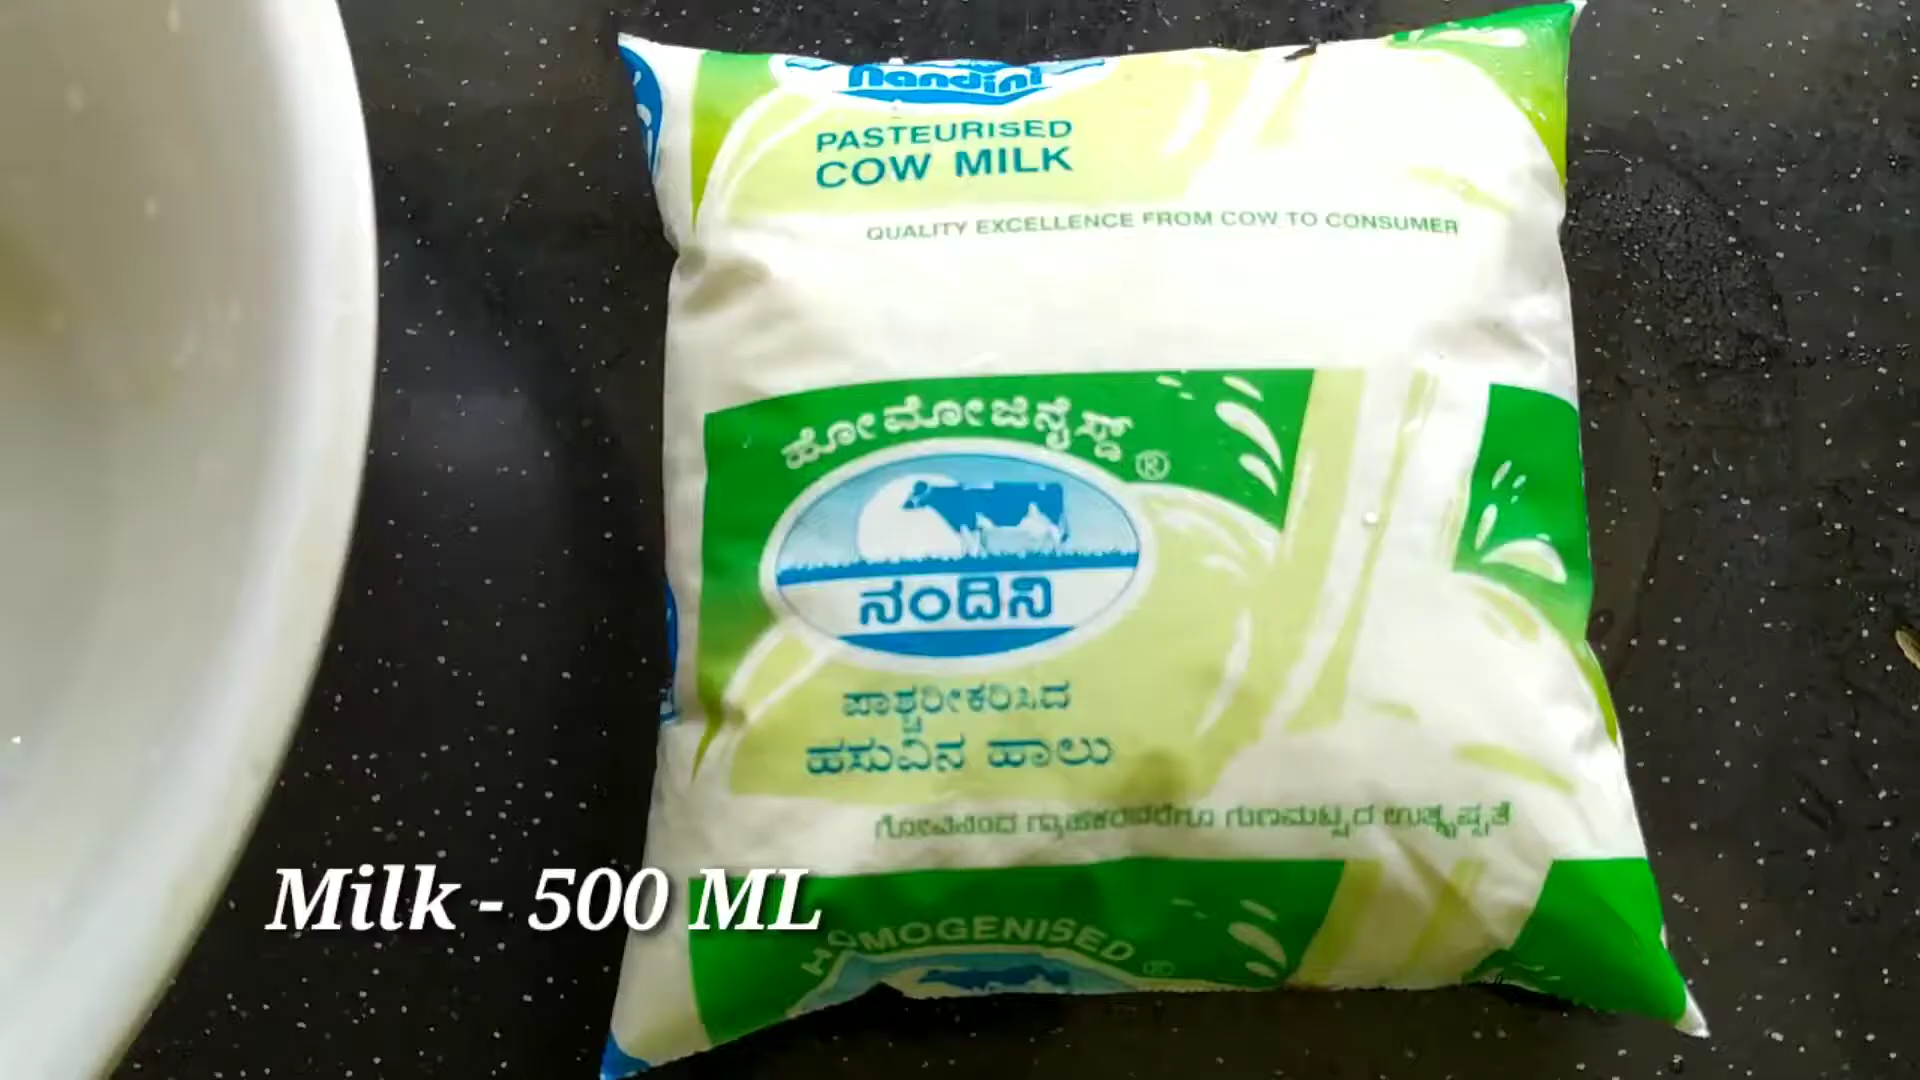 nandini
PASTEURISED
COW MILK
QUALITY EXCELLENCE FROM COW TO CONSUMER
ಹೋಮೋಜಿನೈಸ್ಡ್ ®
ನಂದಿನಿ
ಪಾಶ್ಚರೀಕರಿಸಿದ
ಹಸುವಿನ ಹಾಲು
ಗೋವಿನಿಂದ ಗ್ರಾಹಕರವರೆಗೂ ಗುಣಮಟ್ಟದ ಉತ್ಕೃಷ್ಟತೆ
Milk - 500 ML
HOMOGENISED ®